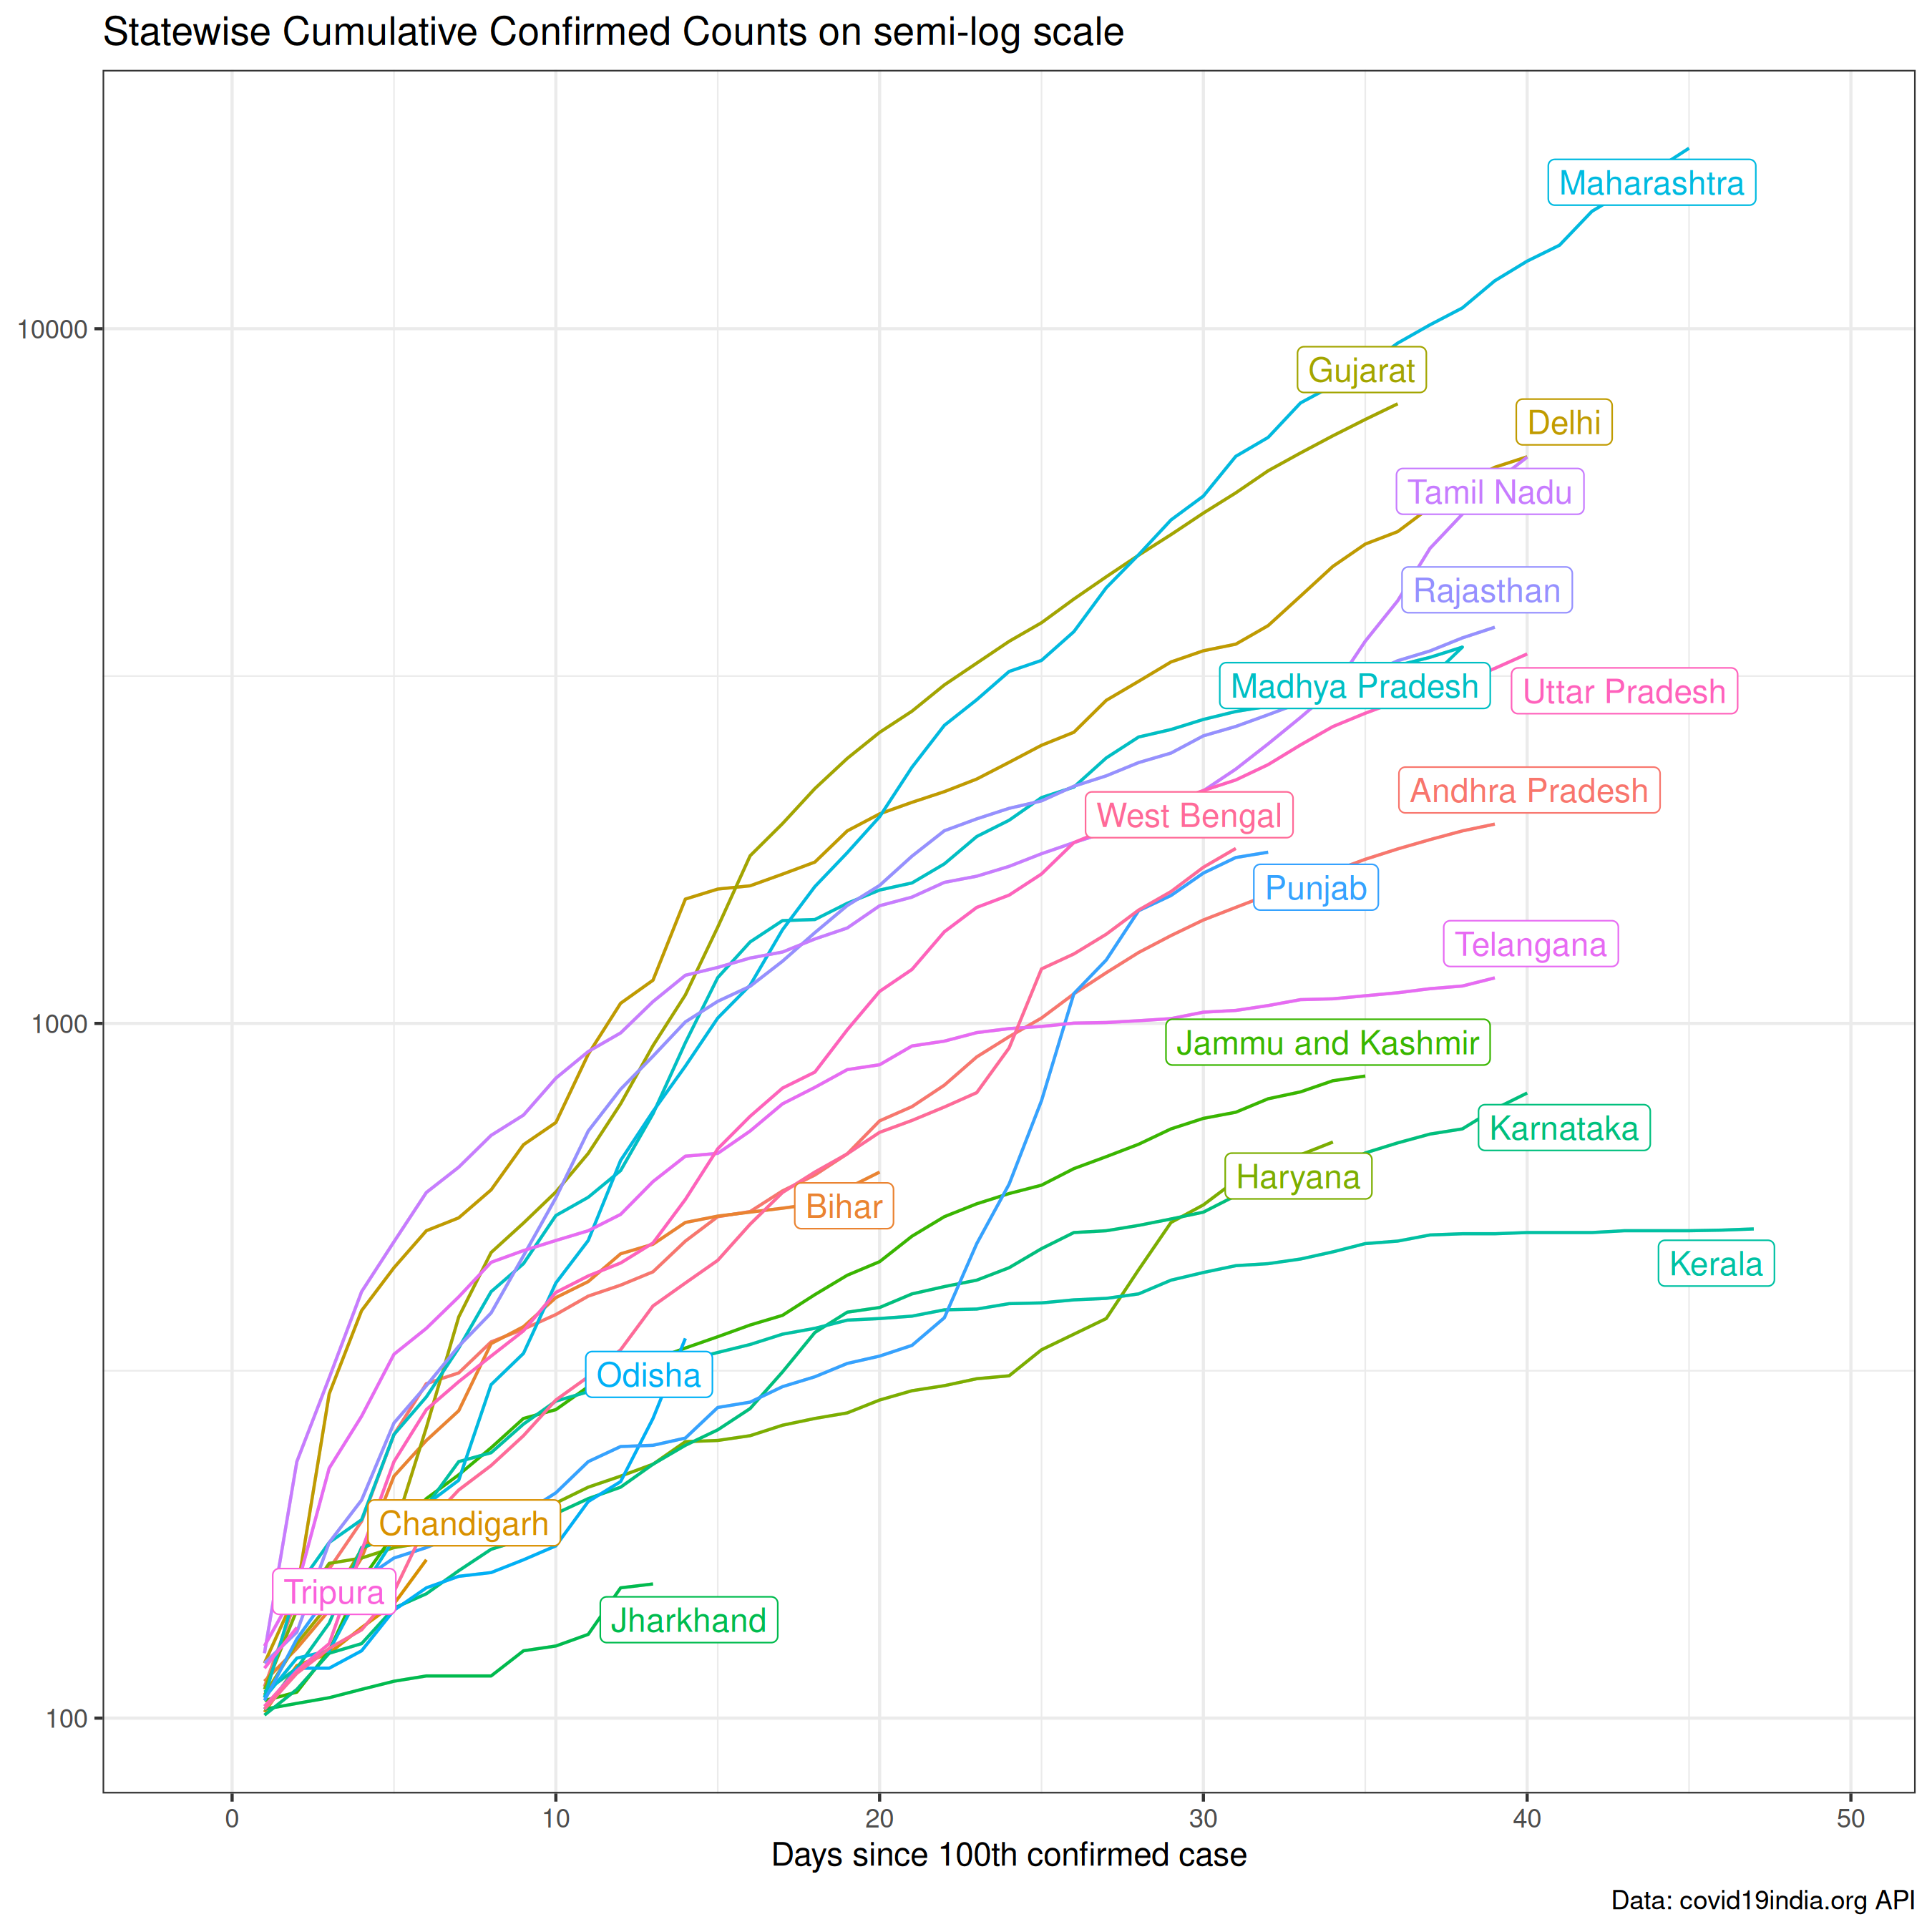 Statewise Cumulative Confirmed Counts on semi-log scale
Maharashtra
10000
Gujarat
Delhi
Tamil Nadu
Rajasthan
Madhya Pradesh
Uttar Pradesh
Andhra Pradesh
West Bengal
Punjab
Telangana
1000
Jammu and Kashmir
Karnataka
Haryana
Bihar
Kerala
Odisha
Chandigarh
Tripura
Jharkhand
100
0 10 20 30 40 50
Days since 100th confirmed case
Data: covid19india.org API